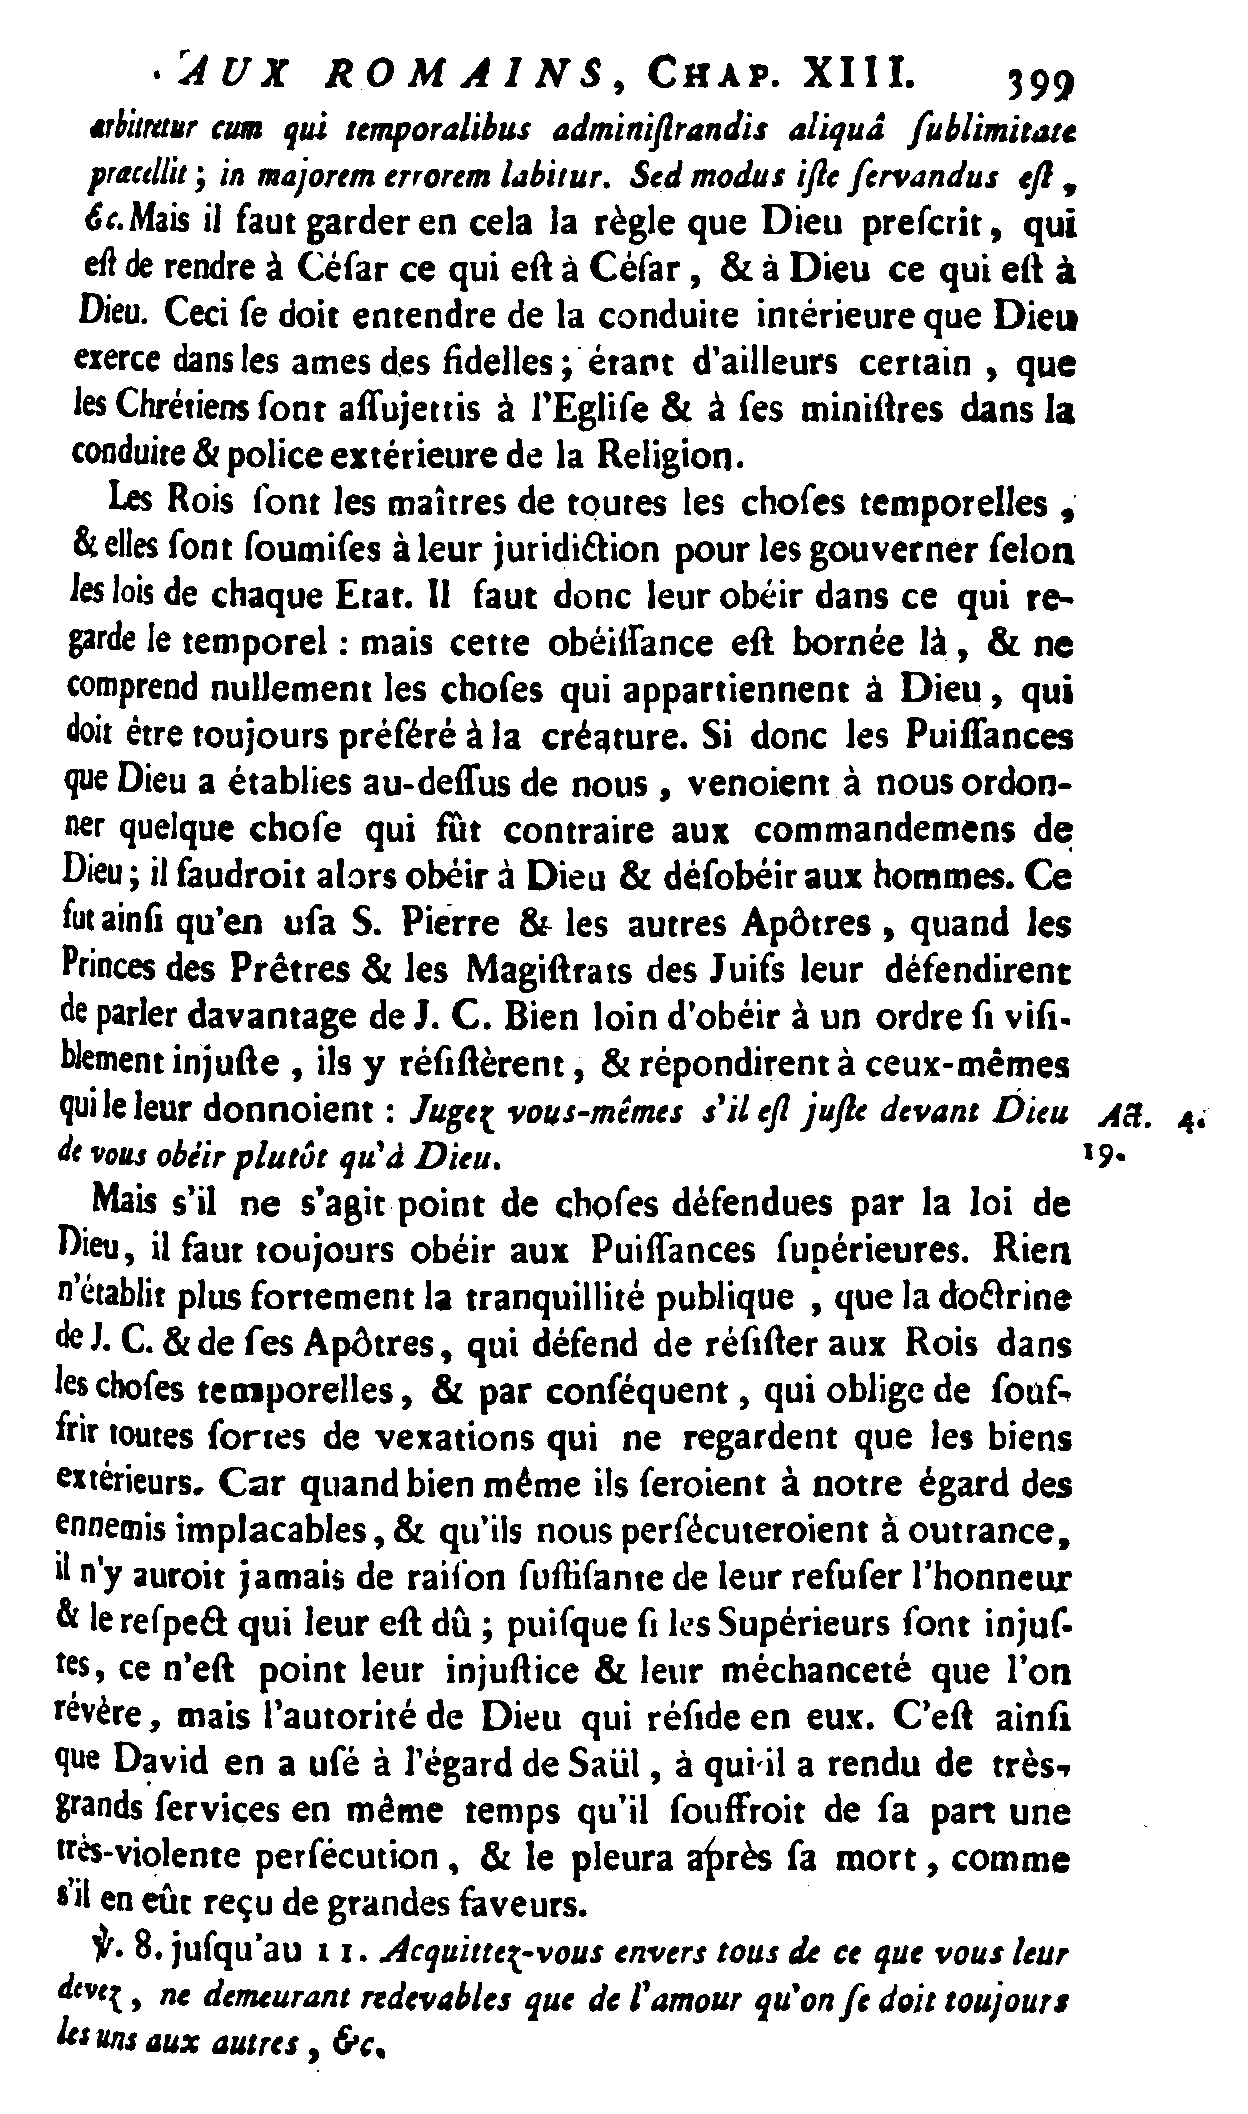 AUX ROMAINS, CHAP. XIII. 399
arbitretur cum qui temporalibus adminiſtrandis aliquâ ſublimitate
præcellit ; in majorem errorem labitur. Sed modus iſte ſervandus eſt ,
&c. Mais il faut garder en cela la règle que Dieu preſcrit, qui
eſt de rendre à Céſar ce qui eſt à Céſar, & à Dieu ce qui eſt à
Dieu. Ceci ſe doit entendre de la conduite intérieure que Dieu
exerce dans les ames des fidelles ; étant d'ailleurs certain , que
les Chrétiens ſont aſſujettis à l'Egliſe & à ſes miniſtres dans la
conduite & police extérieure de la Religion.
Les Rois ſont les maîtres de toutes les choſes temporelles ,
& elles ſont ſoumiſes à leur juridiction pour les gouverner ſelon
les lois de chaque Etat. Il faut donc leur obéir dans ce qui re-
garde le temporel : mais cette obéiſſance eſt bornée là , & ne
comprend nullement les choſes qui appartiennent à Dieu, qui
doit être toujours préféré à la créature. Si donc les Puiſſances
que Dieu a établies au-deſſus de nous , venoient à nous ordon-
ner quelque choſe qui fût contraire aux commandemens de
Dieu ; il faudroit alors obéir à Dieu & déſobéir aux hommes. Ce
fut ainſi qu'en uſa S. Pierre & les autres Apôtres , quand les
Princes des Prêtres & les Magiſtrats des Juifs leur défendirent
de parler davantage de J. C. Bien loin d'obéir à un ordre ſi viſi-
blement injuſte , ils y réſiſtèrent , & répondirent à ceux-mêmes
qui le leur donnoient : Jugez vous-mêmes s'il eſt juſte devant Dieu
Act. 4.
de vous obéir plutôt qu'à Dieu.
19.
Mais s'il ne s'agit point de choſes défendues par la loi de
Dieu, il faut toujours obéir aux Puiſſances ſupérieures. Rien
n'établit plus fortement la tranquillité publique , que la doctrine
de J. C. & de ſes Apôtres, qui défend de réſiſter aux Rois dans
les choſes temporelles, & par conſéquent , qui oblige de ſouf-
frir toutes ſortes de vexations qui ne regardent que les biens
extérieurs. Car quand bien même ils ſeroient à notre égard des
ennemis implacables, & qu'ils nous perſécuteroient à outrance,
il n'y auroit jamais de raiſon ſuffiſante de leur refuſer l'honneur
& le reſpect qui leur eſt dû ; puiſque ſi les Supérieurs ſont injuſ-
tes, ce n'eſt point leur injuſtice & leur méchanceté que l'on
révère, mais l'autorité de Dieu qui réſide en eux. C'eſt ainſi
que David en a uſé à l'égard de Saül, à qui il a rendu de très-
grands ſervices en même temps qu'il ſouffroit de ſa part une
très-violente perſécution , & le pleura après ſa mort, comme
s'il en eût reçu de grandes faveurs.
℣. 8. juſqu'au 11. Acquittez-vous envers tous de ce que vous leur
devez , ne demeurant redevables que de l'amour qu'on ſe doit toujours
les uns aux autres , &c.